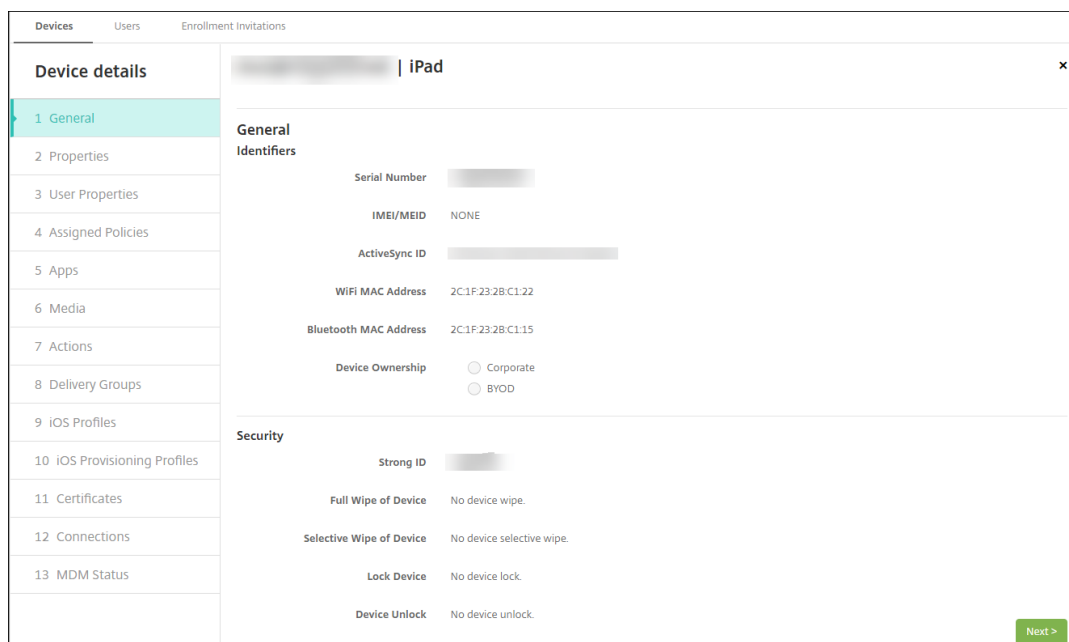 Devices Users Enrollment Invitations
Device details
| iPad
×
1 General
2 Properties
3 User Properties
4 Assigned Policies
5 Apps
6 Media
7 Actions
8 Delivery Groups
9 iOS Profiles
10 iOS Provisioning Profiles
11 Certificates
12 Connections
13 MDM Status
General
Identifiers
Serial Number
IMEI/MEID NONE
ActiveSync ID
WiFi MAC Address 2C:1F:23:2B:C1:22
Bluetooth MAC Address 2C:1F:23:2B:C1:15
Device Ownership Corporate
BYOD
Security
Strong ID
Full Wipe of Device No device wipe.
Selective Wipe of Device No device selective wipe.
Lock Device No device lock.
Device Unlock No device unlock.
Next >